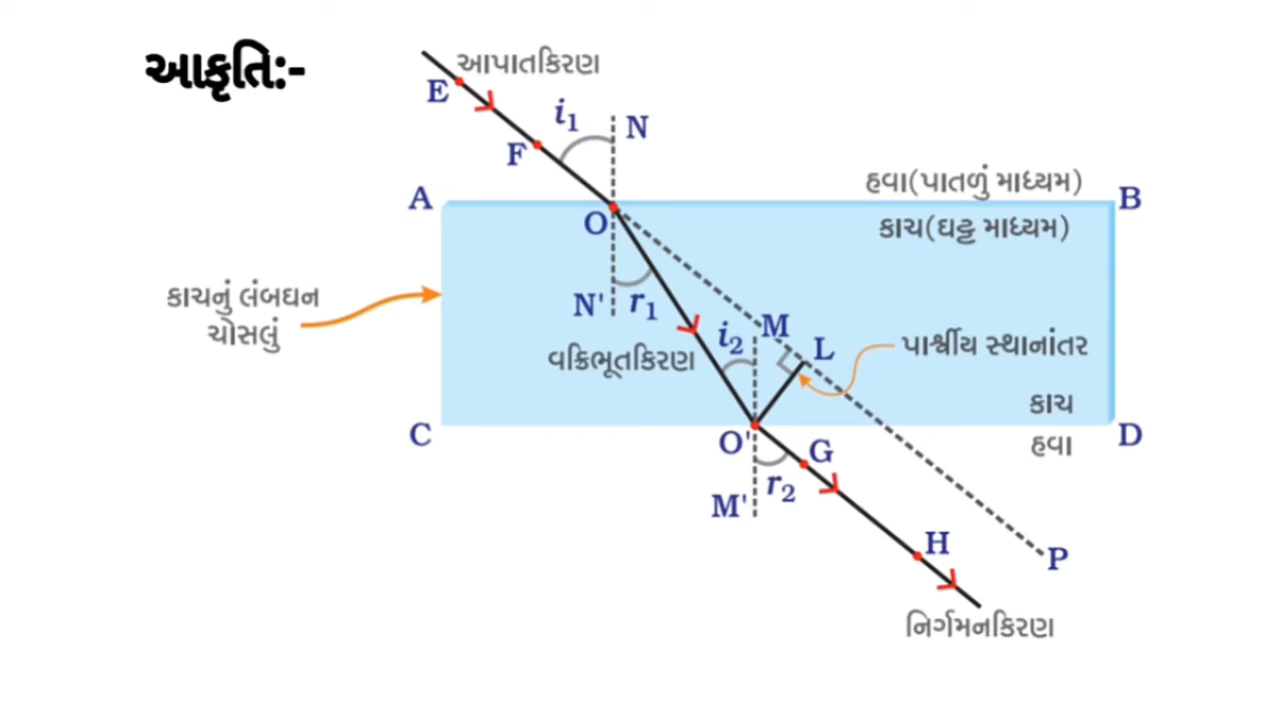 આકૃતિ:-
આપાતકિરણ
E
i₁
N
F
હવા(પાતળું માધ્યમ)
A
B
O
કાચ(ઘટ્ટ માધ્યમ)
કાચનું લંબઘન
ચોસલું
N'
r₁
M
i₂
L
પાર્શ્વીય સ્થાનાંતર
વક્રિભૂતકિરણ
કાચ
C
D
O'
G
હવા
r₂
M'
H
P
નિર્ગમનકિરણ